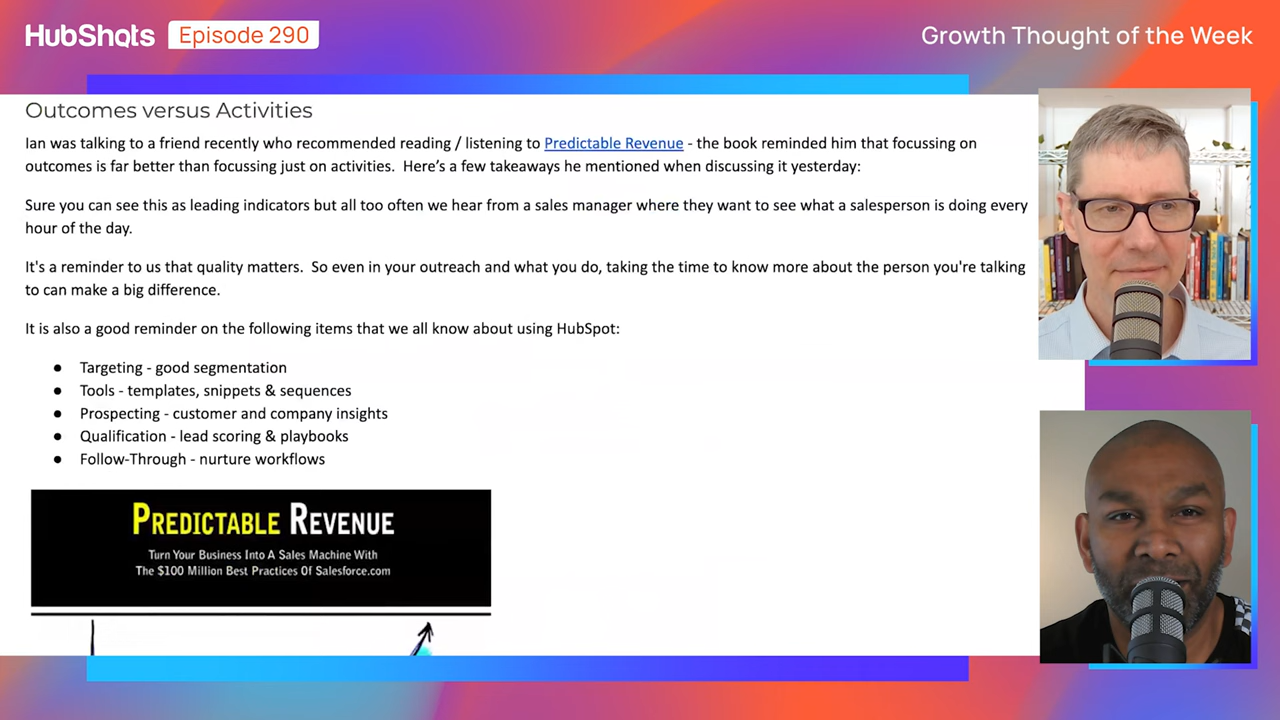 HubShots Episode 290
Growth Thought of the Week
Outcomes versus Activities
Ian was talking to a friend recently who recommended reading / listening to Predictable Revenue - the book reminded him that focussing on
outcomes is far better than focussing just on activities. Here's a few takeaways he mentioned when discussing it yesterday:
Sure you can see this as leading indicators but all too often we hear from a sales manager where they want to see what a salesperson is doing every
hour of the day.
It's a reminder to us that quality matters. So even in your outreach and what you do, taking the time to know more about the person you're talking
to can make a big difference.
It is also a good reminder on the following items that we all know about using HubSpot:
● Targeting - good segmentation
● Tools - templates, snippets & sequences
● Prospecting - customer and company insights
● Qualification - lead scoring & playbooks
● Follow-Through - nurture workflows
PREDICTABLE REVENUE
Turn Your Business Into A Sales Machine With
The $100 Million Best Practices Of Salesforce.com